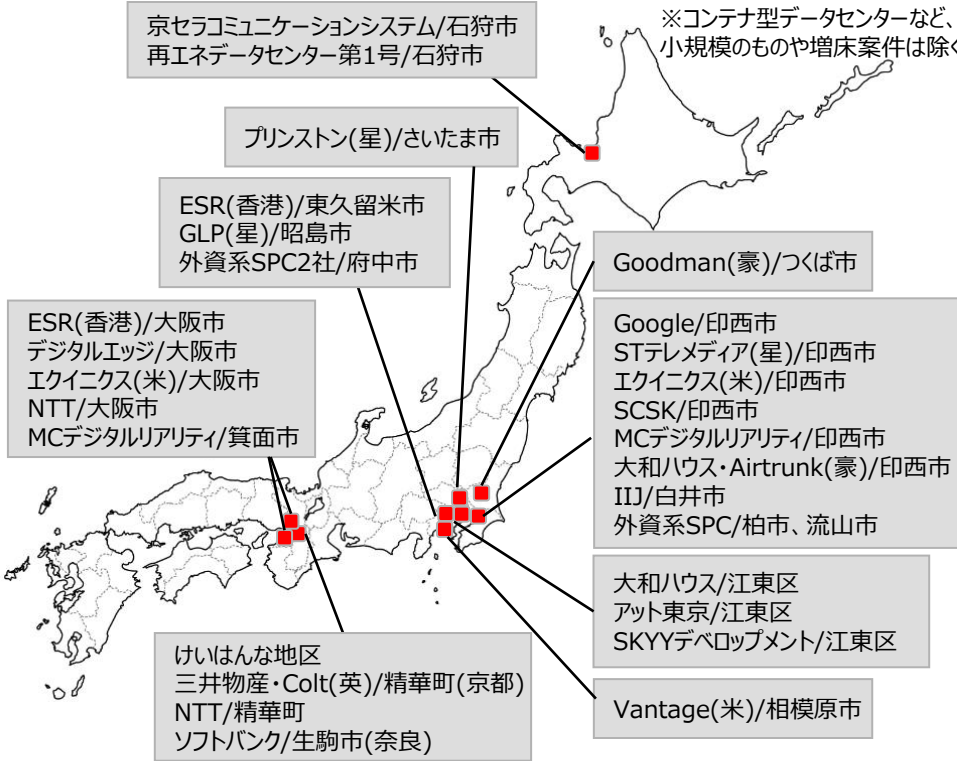 京セラコミュニケーションシステム/石狩市
再エネデータセンター第1号/石狩市
※コンテナ型データセンターなど、
小規模のものや増床案件は除く
プリンストン(星)/さいたま市
ESR(香港)/東久留米市
GLP(星)/昭島市
外資系SPC2社/府中市
Goodman(豪)/つくば市
ESR(香港)/大阪市
デジタルエッジ/大阪市
エクイニクス(米)/大阪市
NTT/大阪市
MCデジタルリアリティ/箕面市
Google/印西市
STテレメディア(星)/印西市
エクイニクス(米)/印西市
SCSK/印西市
MCデジタルリアリティ/印西市
大和ハウス・Airtrunk(豪)/印西市
IIJ/白井市
外資系SPC/柏市、流山市
大和ハウス/江東区
アット東京/江東区
SKYYデベロップメント/江東区
けいはんな地区
三井物産・Colt(英)/精華町(京都)
NTT/精華町
ソフトバンク/生駒市(奈良)
Vantage(米)/相模原市